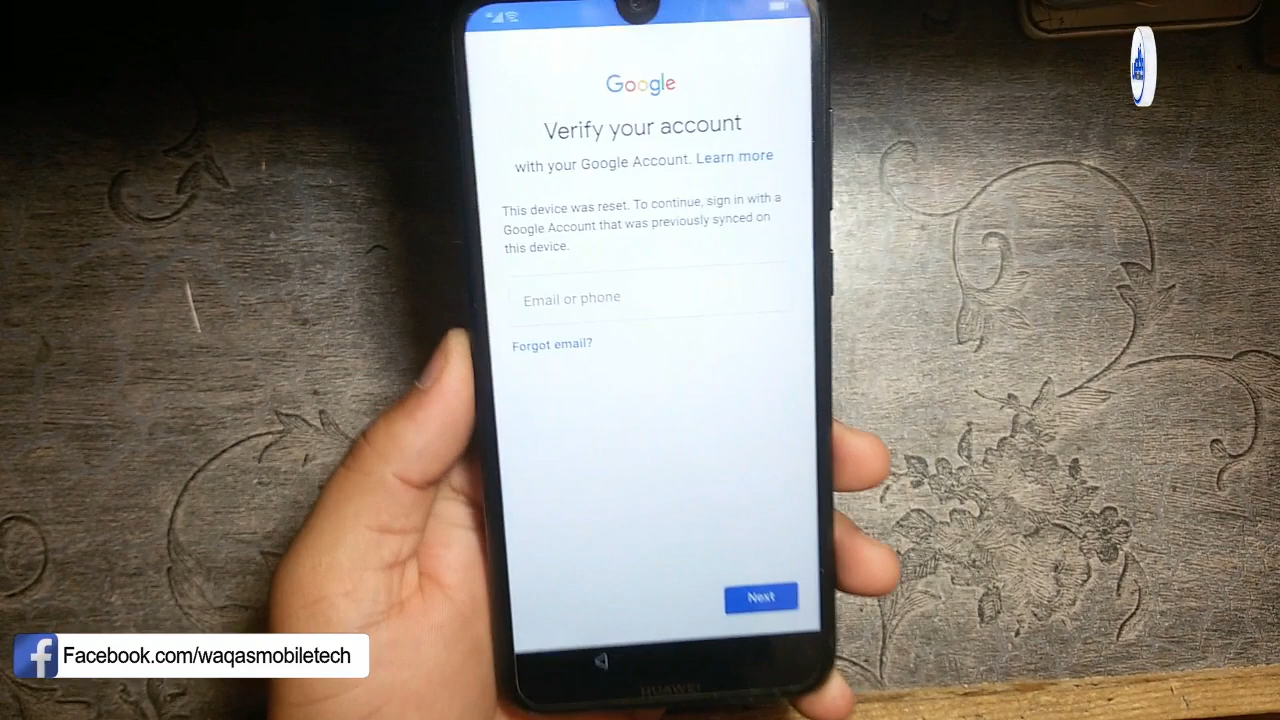 Google
Verify your account
with your Google Account. Learn more
This device was reset. To continue, sign in with a
Google Account that was previously synced on
this device.
Email or phone
Forgot email?
Next
HUAWEI
Facebook.com/waqasmobiletech